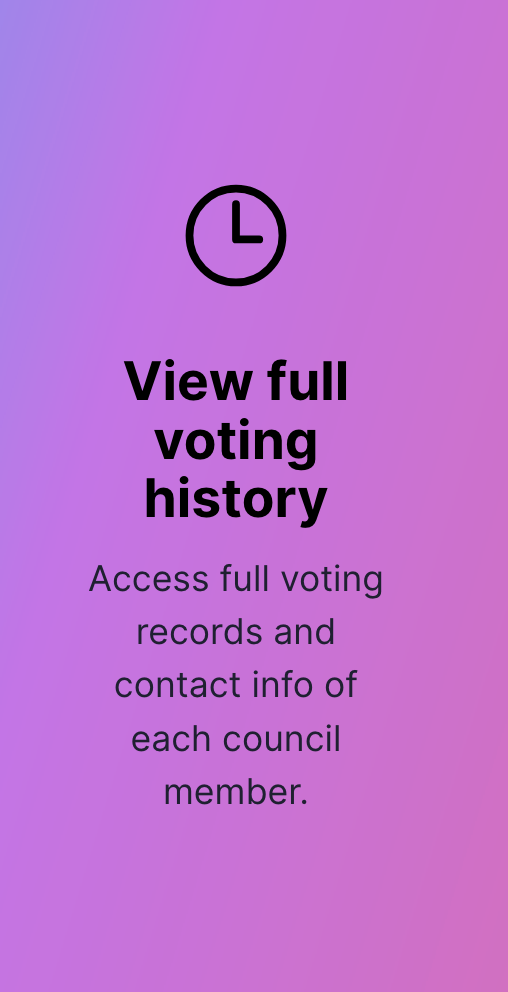 View full
voting
history
Access full voting
records and
contact info of
each council
member.